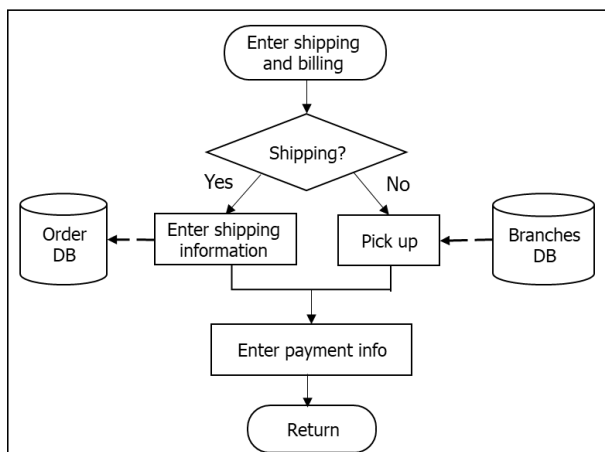 Enter shipping
and billing
Shipping?
Yes
No
Order
DB
Enter shipping
information
Pick up
Branches
DB
Enter payment info
Return